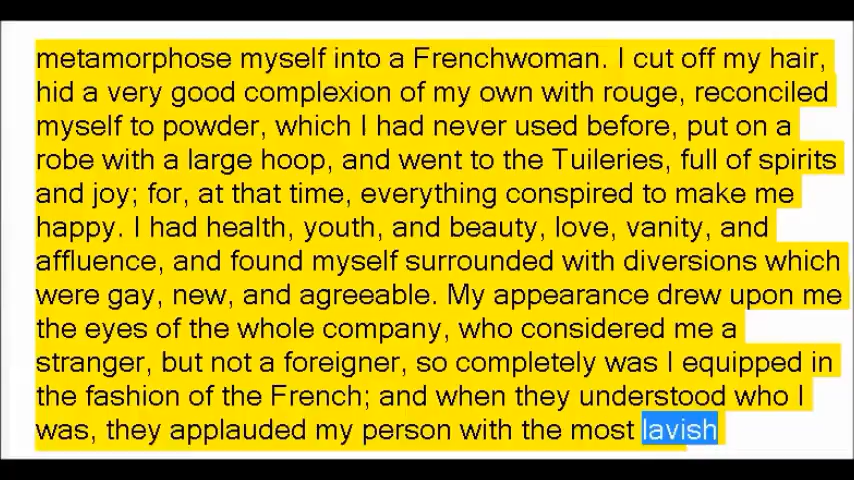 metamorphose myself into a Frenchwoman. I cut off my hair,
hid a very good complexion of my own with rouge, reconciled
myself to powder, which I had never used before, put on a
robe with a large hoop, and went to the Tuileries, full of spirits
and joy; for, at that time, everything conspired to make me
happy. I had health, youth, and beauty, love, vanity, and
affluence, and found myself surrounded with diversions which
were gay, new, and agreeable. My appearance drew upon me
the eyes of the whole company, who considered me a
stranger, but not a foreigner, so completely was I equipped in
the fashion of the French; and when they understood who I
was, they applauded my person with the most lavish